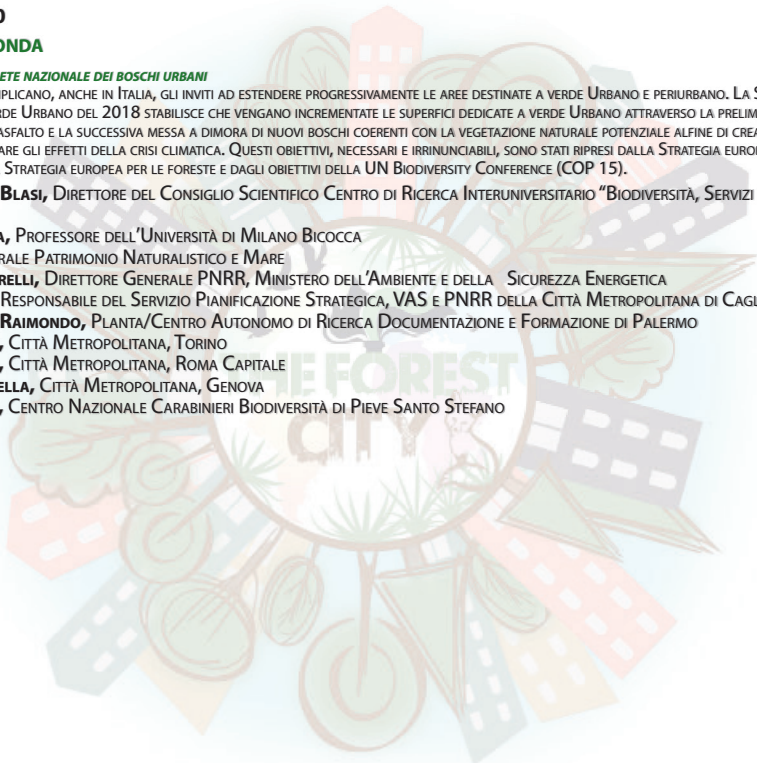 0
ONDA
ETE NAZIONALE DEI BOSCHI URBANI
PLICANO, ANCHE IN ITALIA, GLI INVITI AD ESTENDERE PROGRESSIVAMENTE LE AREE DESTINATE A VERDE URBANO E PERIURBANO. LA S
RDE URBANO DEL 2018 STABILISCE CHE VENGANO INCREMENTATE LE SUPERFICI DEDICATE A VERDE URBANO ATTRAVERSO LA PRELIM
ASFALTO E LA SUCCESSIVA MESSA A DIMORA DI NUOVI BOSCHI COERENTI CON LA VEGETAZIONE NATURALE POTENZIALE ALFINE DI CREA
ARE GLI EFFETTI DELLA CRISI CLIMATICA. QUESTI OBIETTIVI, NECESSARI E IRRINUNCIABILI, SONO STATI RIPRESI DALLA STRATEGIA EURO
STRATEGIA EUROPEA PER LE FORESTE E DAGLI OBIETTIVI DELLA UN BIODIVERSITY CONFERENCE (COP 15).
BLASI, DIRETTORE DEL CONSIGLIO SCIENTIFICO CENTRO DI RICERCA INTERUNIVERSITARIO “BIODIVERSITÀ, SERVIZI
A, PROFESSORE DELL’UNIVERSITÀ DI MILANO BICOCCA
RALE PATRIMONIO NATURALISTICO E MARE
RELLI, DIRETTORE GENERALE PNRR, MINISTERO DELL’AMBIENTE E DELLA SICUREZZA ENERGETICA
RESPONSABILE DEL SERVIZIO PIANIFICAZIONE STRATEGICA, VAS E PNRR DELLA CITTÀ METROPOLITANA DI CAGL
RAIMONDO, PLANTA/CENTRO AUTONOMO DI RICERCA DOCUMENTAZIONE E FORMAZIONE DI PALERMO
, CITTÀ METROPOLITANA, TORINO
, CITTÀ METROPOLITANA, ROMA CAPITALE
ELLA, CITTÀ METROPOLITANA, GENOVA
, CENTRO NAZIONALE CARABINIERI BIODIVERSITÀ DI PIEVE SANTO STEFANO
THE FOREST
CITY